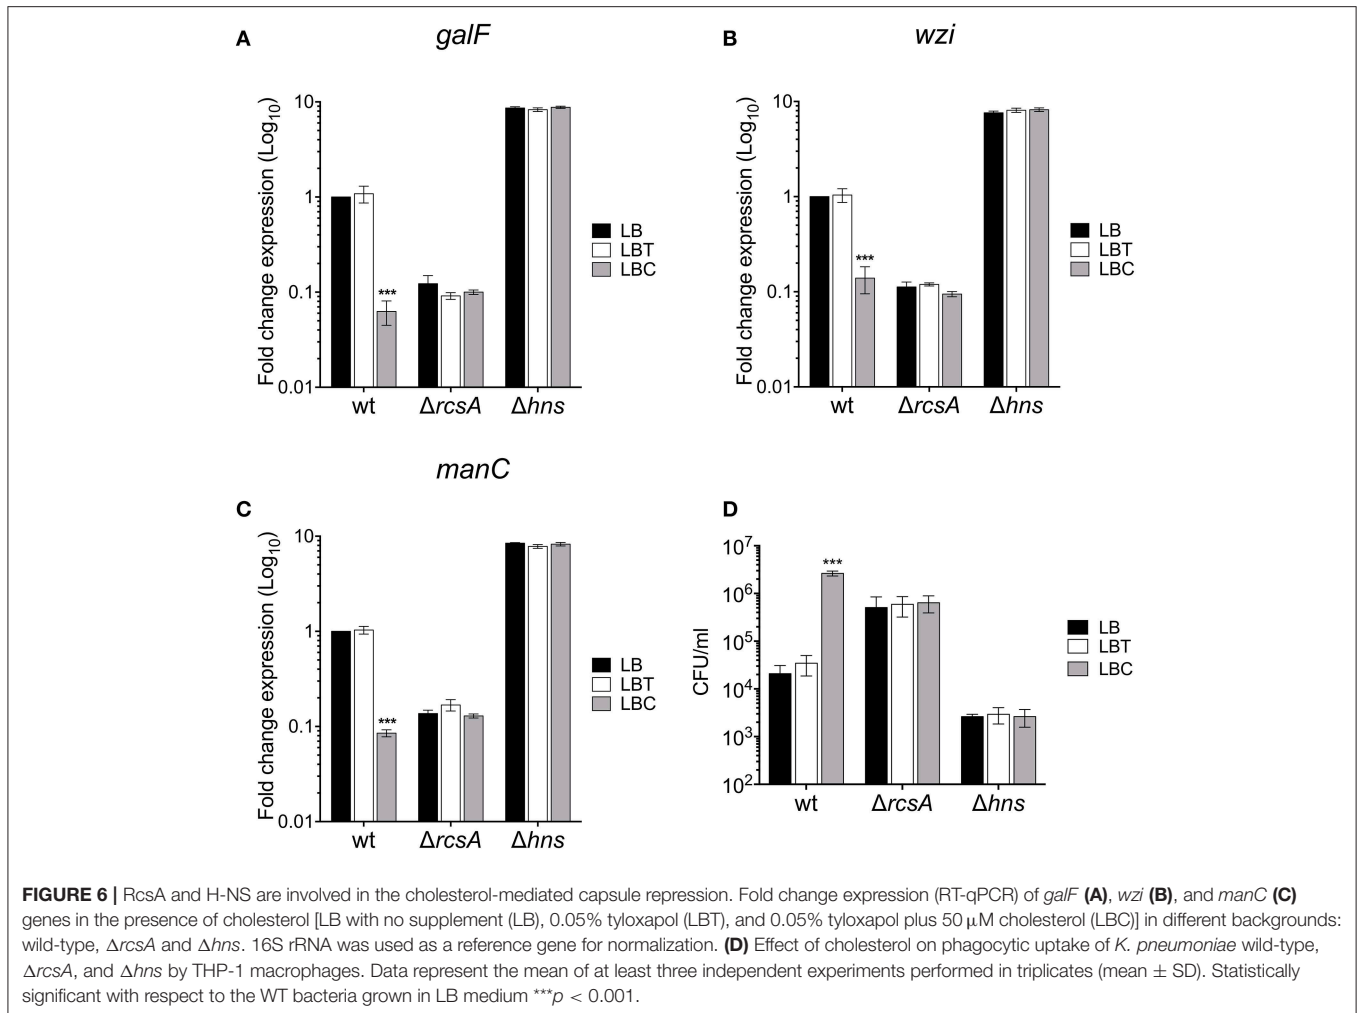 A
galF
Fold change expression (Log10)
10
1
0.1
0.01
***
wt
ΔrcsA
Δhns
LB
LBT
LBC
B
wzi
Fold change expression (Log10)
10
1
0.1
0.01
***
wt
ΔrcsA
Δhns
LB
LBT
LBC
C
manC
Fold change expression (Log10)
10
1
0.1
0.01
***
wt
ΔrcsA
Δhns
LB
LBT
LBC
D
CFU/ml
10^7
10^6
10^5
10^4
10^3
10^2
***
wt
ΔrcsA
Δhns
LB
LBT
LBC
FIGURE 6 | RcsA and H-NS are involved in the cholesterol-mediated capsule repression. Fold change expression (RT-qPCR) of galF (A), wzi (B), and manC (C)
genes in the presence of cholesterol [LB with no supplement (LB), 0.05% tyloxapol (LBT), and 0.05% tyloxapol plus 50 μM cholesterol (LBC)] in different backgrounds:
wild-type, ΔrcsA and Δhns. 16S rRNA was used as a reference gene for normalization. (D) Effect of cholesterol on phagocytic uptake of K. pneumoniae wild-type,
ΔrcsA, and Δhns by THP-1 macrophages. Data represent the mean of at least three independent experiments performed in triplicates (mean ± SD). Statistically
significant with respect to the WT bacteria grown in LB medium ***p < 0.001.